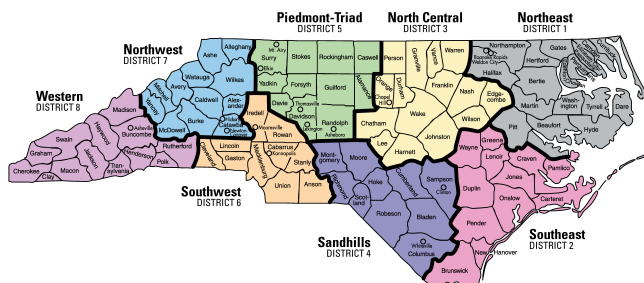 Piedmont-Triad
DISTRICT 5
North Central
DISTRICT 3
Northeast
DISTRICT 1
Northwest
DISTRICT 7
Western
DISTRICT 8
Southwest
DISTRICT 6
Sandhills
DISTRICT 4
Southeast
DISTRICT 2
Ashe
Alleghany
Wilkes
Watauga
Avery
Mitchell
Yancey
Caldwell
Alex-
ander
Burke
McDowell
Hickory
Catawba
Newton
Conover
Mt. Airy
Surry
Elkin
Stokes
Rockingham
Caswell
Yadkin
Forsyth
Guilford
Alamance
Davie
Thomasville
Davidson
Lexington
Randolph
Asheboro
Person
Granville
Vance
Warren
Orange
Chapel
Hill
Durham
Franklin
Nash
Edge-
combe
Wake
Wilson
Chatham
Lee
Harnett
Johnston
Northampton
Roanoke Rapids
Weldon City
Halifax
Gates
Hertford
Bertie
Martin
Wash-
ington
Tyrrell
Dare
Pitt
Beaufort
Hyde
Madison
Asheville
Buncombe
Haywood
Swain
Graham
Cherokee
Clay
Macon
Jackson
Tran-
sylvania
Henderson
Polk
Rutherford
Iredell
Mooresville
Rowan
Cleveland
Lincoln
Gaston
Mecklenburg
Cabarrus
Kannapolis
Stanly
Union
Anson
Mont-
gomery
Moore
Richmond
Hoke
Scot-
land
Cumberland
Sampson
Clinton
Robeson
Bladen
Whiteville
Columbus
Wayne
Greene
Lenoir
Craven
Pamlico
Jones
Duplin
Onslow
Carteret
Pender
New Hanover
Brunswick